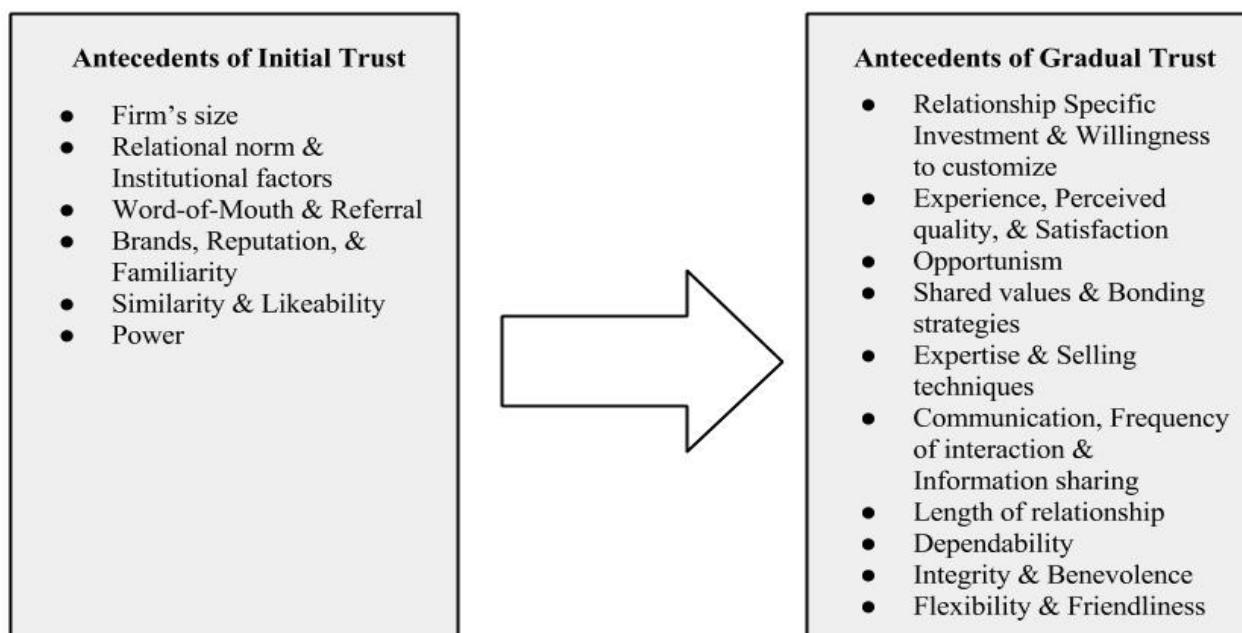 Antecedents of Initial Trust
● Firm's size
● Relational norm &
Institutional factors
● Word-of-Mouth & Referral
● Brands, Reputation, &
Familiarity
● Similarity & Likeability
● Power
Antecedents of Gradual Trust
● Relationship Specific
Investment & Willingness
to customize
● Experience, Perceived
quality, & Satisfaction
● Opportunism
● Shared values & Bonding
strategies
● Expertise & Selling
techniques
● Communication, Frequency
of interaction &
Information sharing
● Length of relationship
● Dependability
● Integrity & Benevolence
● Flexibility & Friendliness